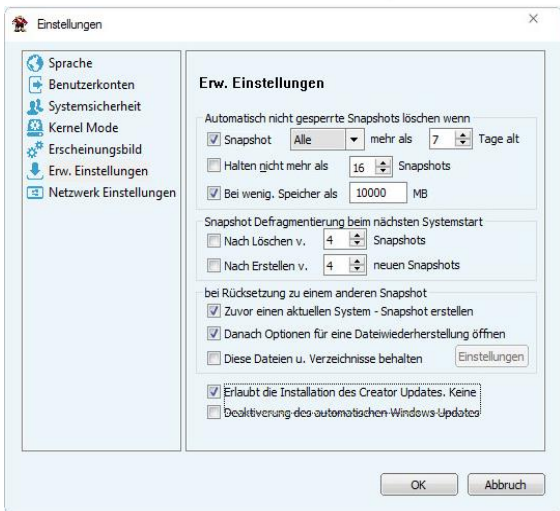 Einstellungen
Sprache
Benutzerkonten
Systemsicherheit
Kernel Mode
Erscheinungsbild
Erw. Einstellungen
Netzwerk Einstellungen
Erw. Einstellungen
Automatisch nicht gesperrte Snapshots löschen wenn
Snapshot Alle mehr als 7 Tage alt
Halten nicht mehr als 16 Snapshots
Bei wenig. Speicher als 10000 MB
Snapshot Defragmentierung beim nächsten Systemstart
Nach Löschen v. 4 Snapshots
Nach Erstellen v. 4 neuen Snapshots
bei Rücksetzung zu einem anderen Snapshot
Zuvor einen aktuellen System - Snapshot erstellen
Danach Optionen für eine Dateiwiederherstellung öffnen
Diese Dateien u. Verzeichnisse behalten Einstellungen
Erlaubt die Installation des Creator Updates. Keine
Deaktiverung des automatischen Windows Updates
OK Abbruch